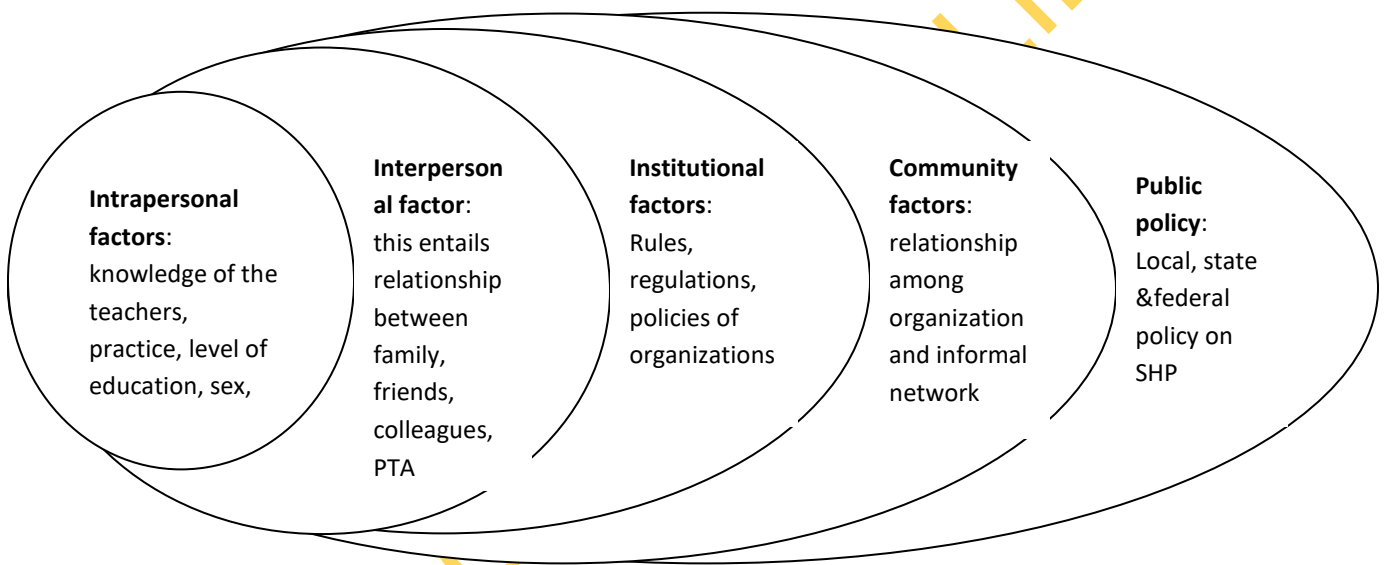 Intrapersonal
factors:
knowledge of the
teachers,
practice, level of
education, sex,
Interperson
al factor:
this entails
relationship
between
family,
friends,
colleagues,
PTA
Institutional
factors:
Rules,
regulations,
policies of
organizations
Community
factors:
relationship
among
organization
and informal
network
Public
policy:
Local, state
&federal
policy on
SHP